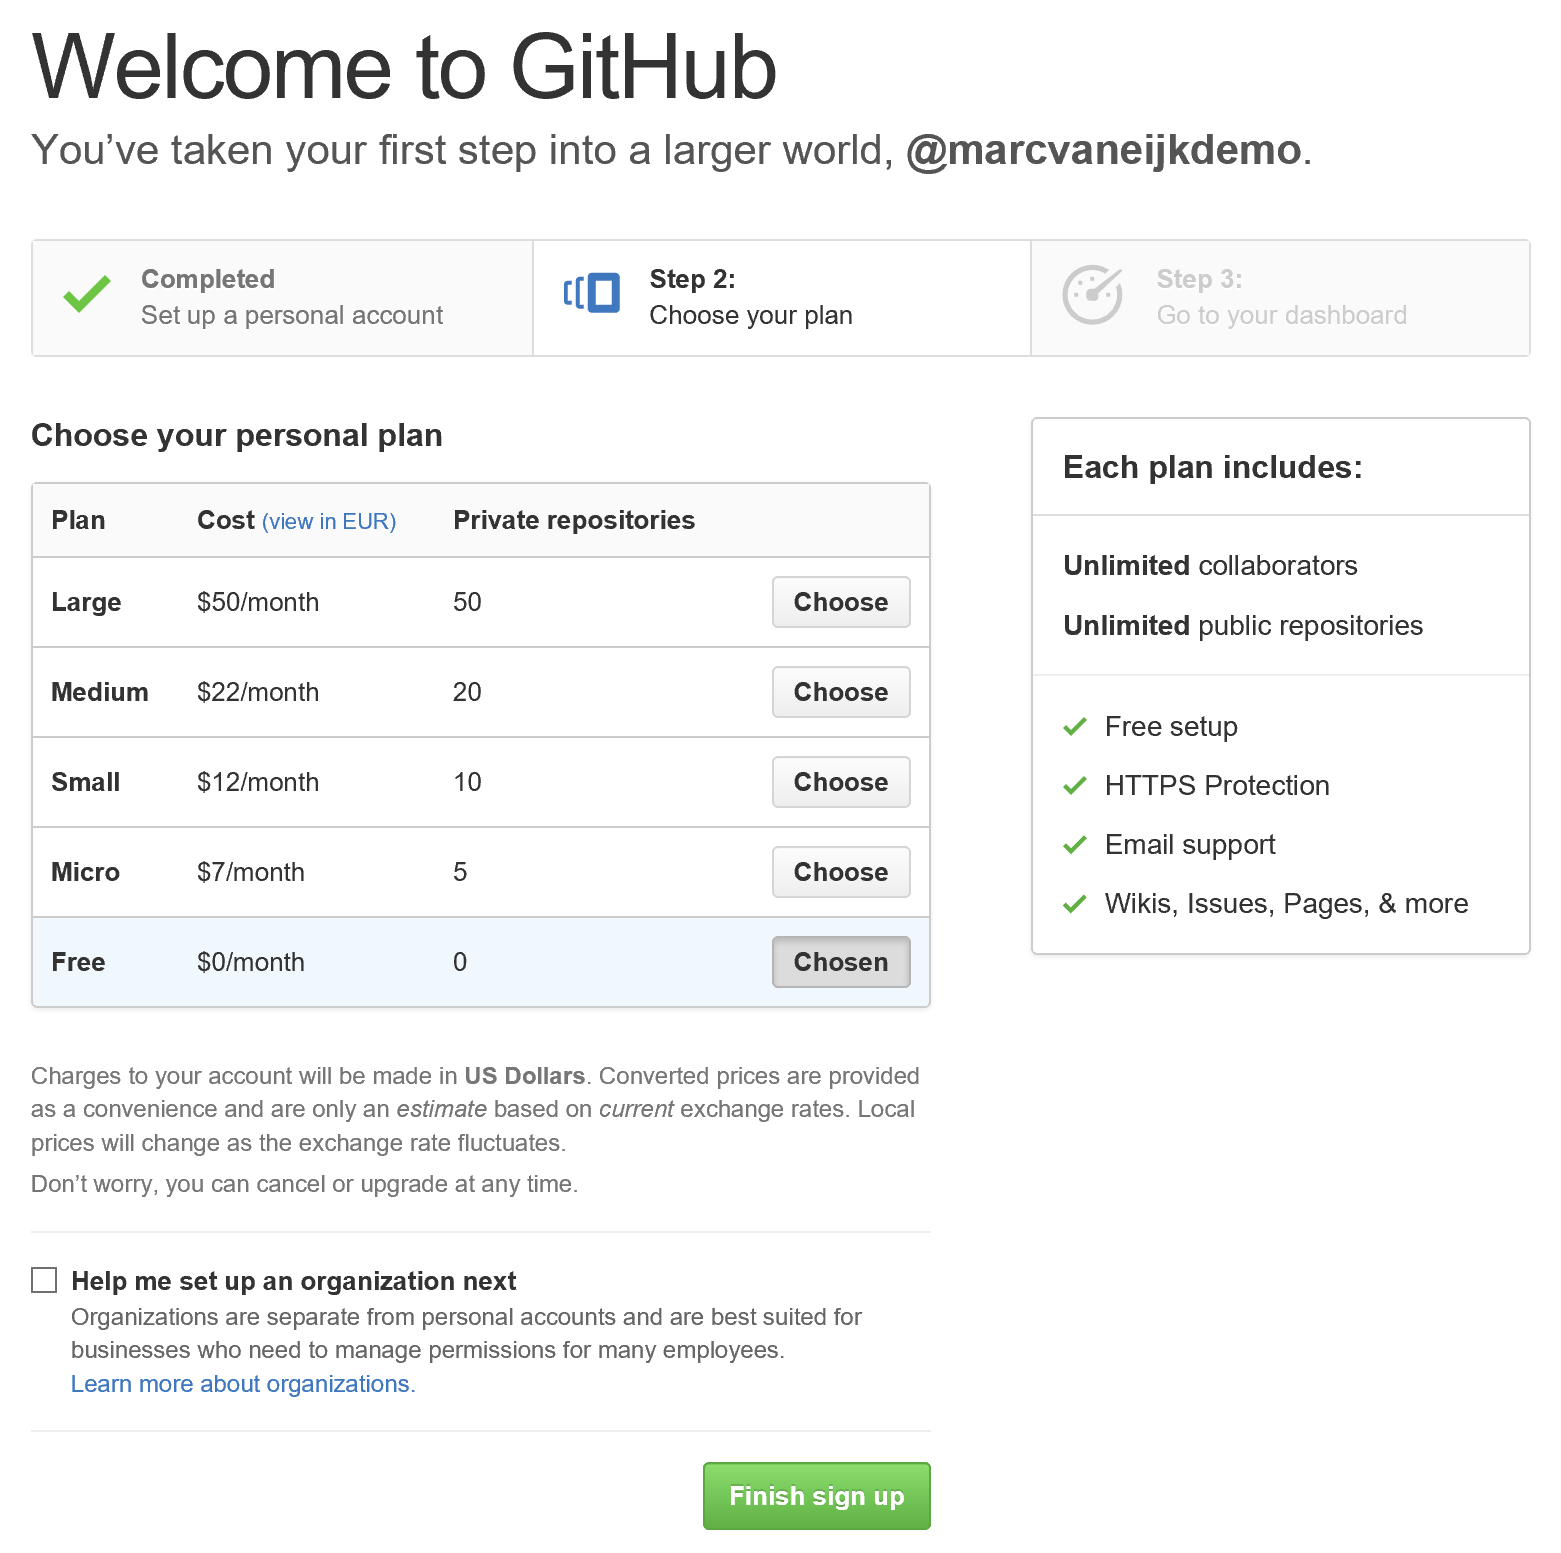 Welcome to GitHub
You’ve taken your first step into a larger world, @marcvaneijkdemo.
Completed
Set up a personal account
Step 2:
Choose your plan
Step 3:
Go to your dashboard
Choose your personal plan
Plan Cost (view in EUR) Private repositories
Large $50/month 50 Choose
Medium $22/month 20 Choose
Small $12/month 10 Choose
Micro $7/month 5 Choose
Free $0/month 0 Chosen
Charges to your account will be made in US Dollars. Converted prices are provided
as a convenience and are only an estimate based on current exchange rates. Local
prices will change as the exchange rate fluctuates.
Don’t worry, you can cancel or upgrade at any time.
Help me set up an organization next
Organizations are separate from personal accounts and are best suited for
businesses who need to manage permissions for many employees.
Learn more about organizations.
Finish sign up
Each plan includes:
Unlimited collaborators
Unlimited public repositories
Free setup
HTTPS Protection
Email support
Wikis, Issues, Pages, & more